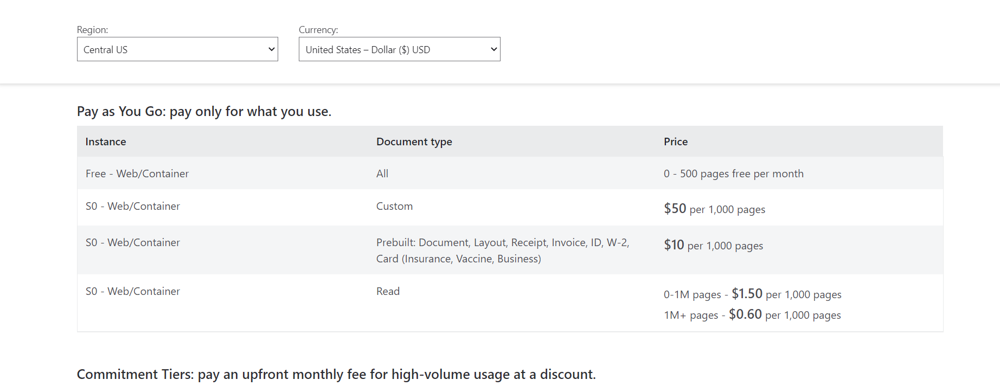 Region:
Currency:
Central US
United States – Dollar ($) USD
Pay as You Go: pay only for what you use.
Instance
Document type
Price
Free - Web/Container
All
0 - 500 pages free per month
S0 - Web/Container
Custom
$50 per 1,000 pages
S0 - Web/Container
Prebuilt: Document, Layout, Receipt, Invoice, ID, W-2,
Card (Insurance, Vaccine, Business)
$10 per 1,000 pages
S0 - Web/Container
Read
0-1M pages - $1.50 per 1,000 pages
1M+ pages - $0.60 per 1,000 pages
Commitment Tiers: pay an upfront monthly fee for high-volume usage at a discount.